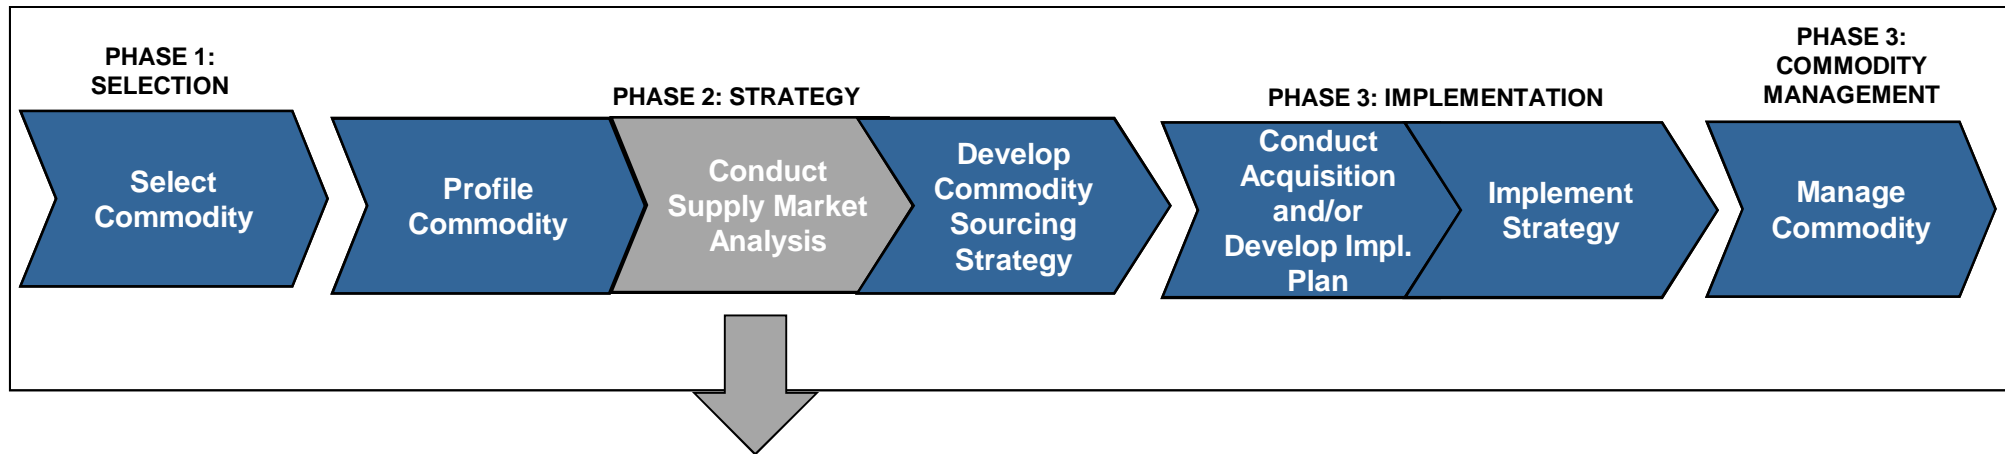 PHASE 1:
SELECTION
Select
Commodity
PHASE 2: STRATEGY
Profile
Commodity
Conduct
Supply Market
Analysis
Develop
Commodity
Sourcing
Strategy
PHASE 3: IMPLEMENTATION
Conduct
Acquisition
and/or
Develop Impl.
Plan
Implement
Strategy
PHASE 3:
COMMODITY
MANAGEMENT
Manage
Commodity